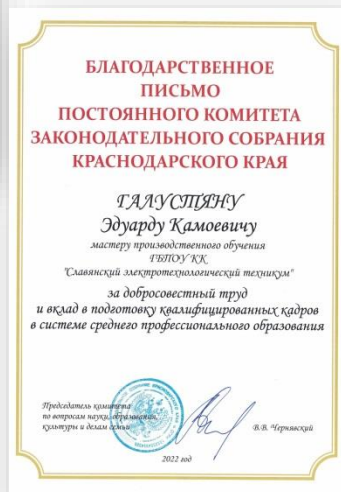 БЛАГОДАРСТВЕННОЕ
ПИСЬМО
ПОСТОЯННОГО КОМИТЕТА
ЗАКОНОДАТЕЛЬНОГО СОБРАНИЯ
КРАСНОДАРСКОГО КРАЯ
ГАЛУСТЯНУ
Эдуарду Камоевичу
мастеру производственного обучения
ГБПОУ КК
"Славянский электротехнологический техникум"
за добросовестный труд
и вклад в подготовку квалифицированных кадров
в системе среднего профессионального образования
Председатель комитета
по вопросам науки, образования,
культуры и делам семьи
В.В. Чернявский
2022 год